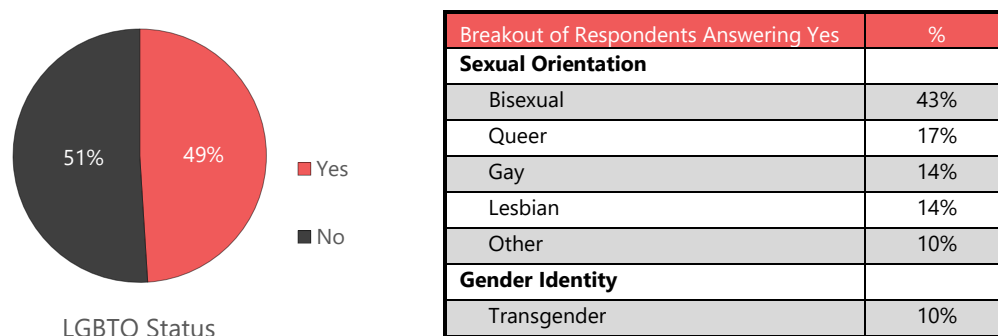 51%
49%
Yes
No
LGBTQ Status
Breakout of Respondents Answering Yes %
Sexual Orientation
Bisexual 43%
Queer 17%
Gay 14%
Lesbian 14%
Other 10%
Gender Identity
Transgender 10%